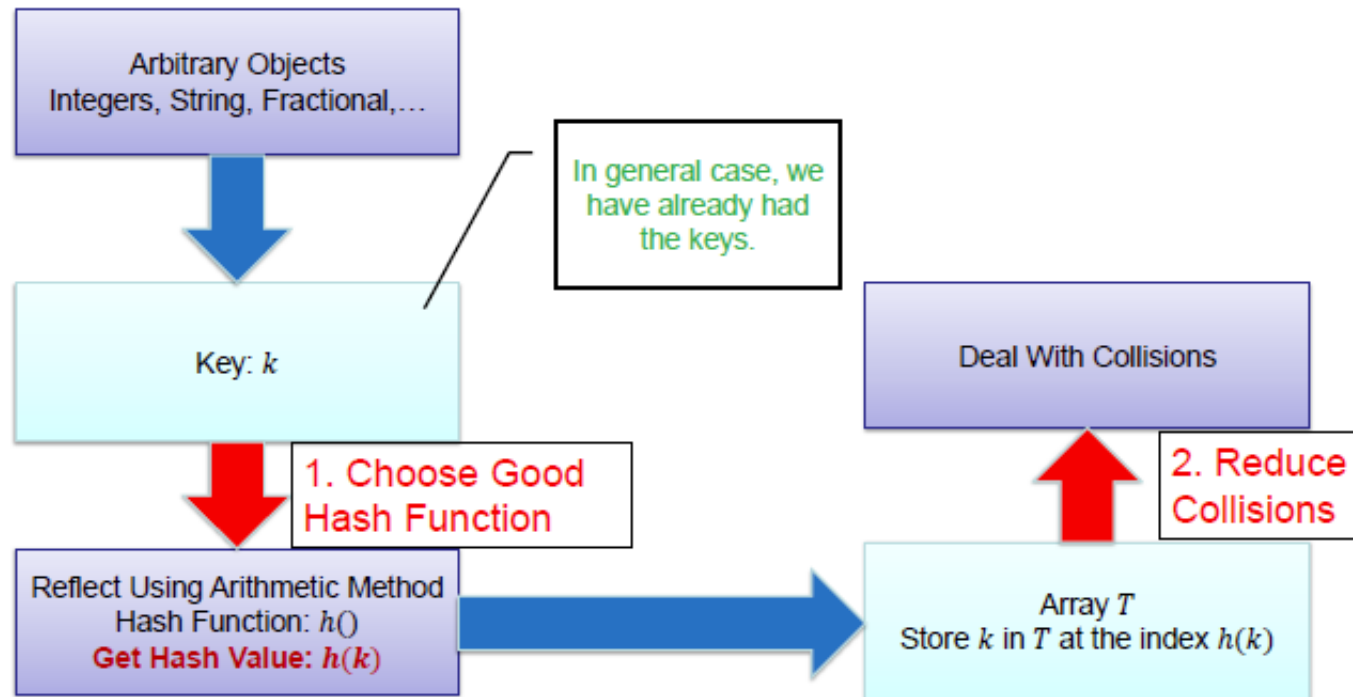 Arbitrary Objects
Integers, String, Fractional,…
In general case, we
have already had
the keys.
Key: k
Deal With Collisions
1. Choose Good
Hash Function
2. Reduce
Collisions
Reflect Using Arithmetic Method
Hash Function: h()
Get Hash Value: h(k)
Array T
Store k in T at the index h(k)